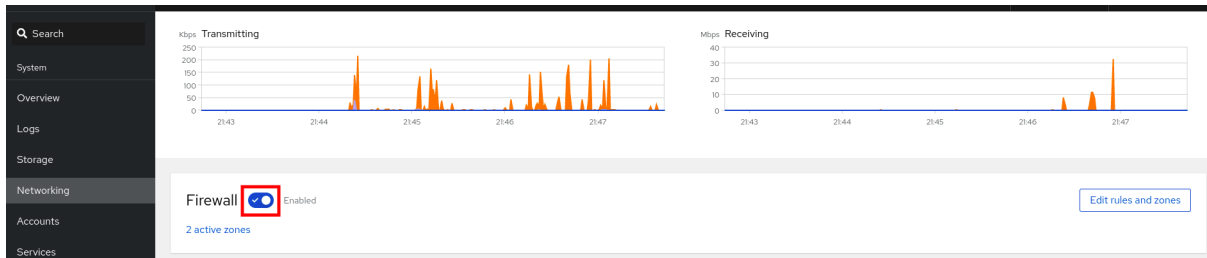 Search
System
Overview
Logs
Storage
Networking
Accounts
Services
Kbps Transmitting
250
200
150
100
50
0
21:43 21:44 21:45 21:46 21:47
Mbps Receiving
40
30
20
10
0
21:43 21:44 21:45 21:46 21:47
Firewall Enabled
Edit rules and zones
2 active zones